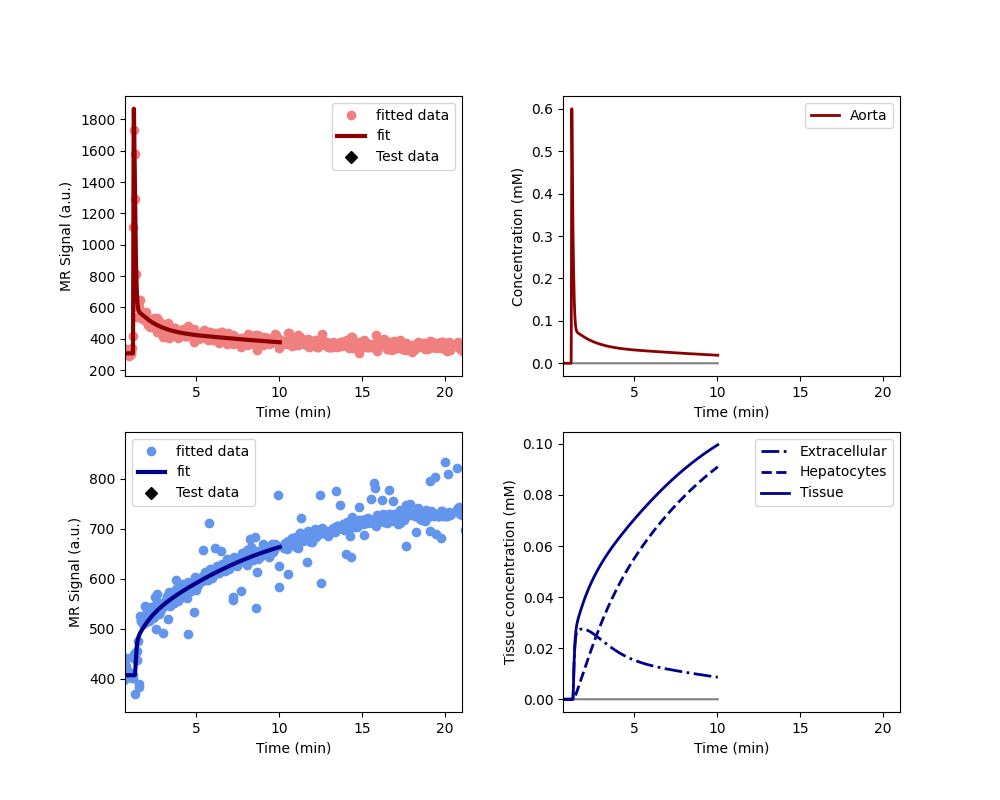 MR Signal (a.u.)
1800
1600
1400
1200
1000
800
600
400
200
5
10
15
20
Time (min)
fitted data
fit
Test data
Concentration (mM)
0.6
0.5
0.4
0.3
0.2
0.1
0.0
5
10
15
20
Time (min)
Aorta
MR Signal (a.u.)
800
700
600
500
400
5
10
15
20
Time (min)
fitted data
fit
Test data
Tissue concentration (mM)
0.10
0.08
0.06
0.04
0.02
0.00
5
10
15
20
Time (min)
Extracellular
Hepatocytes
Tissue